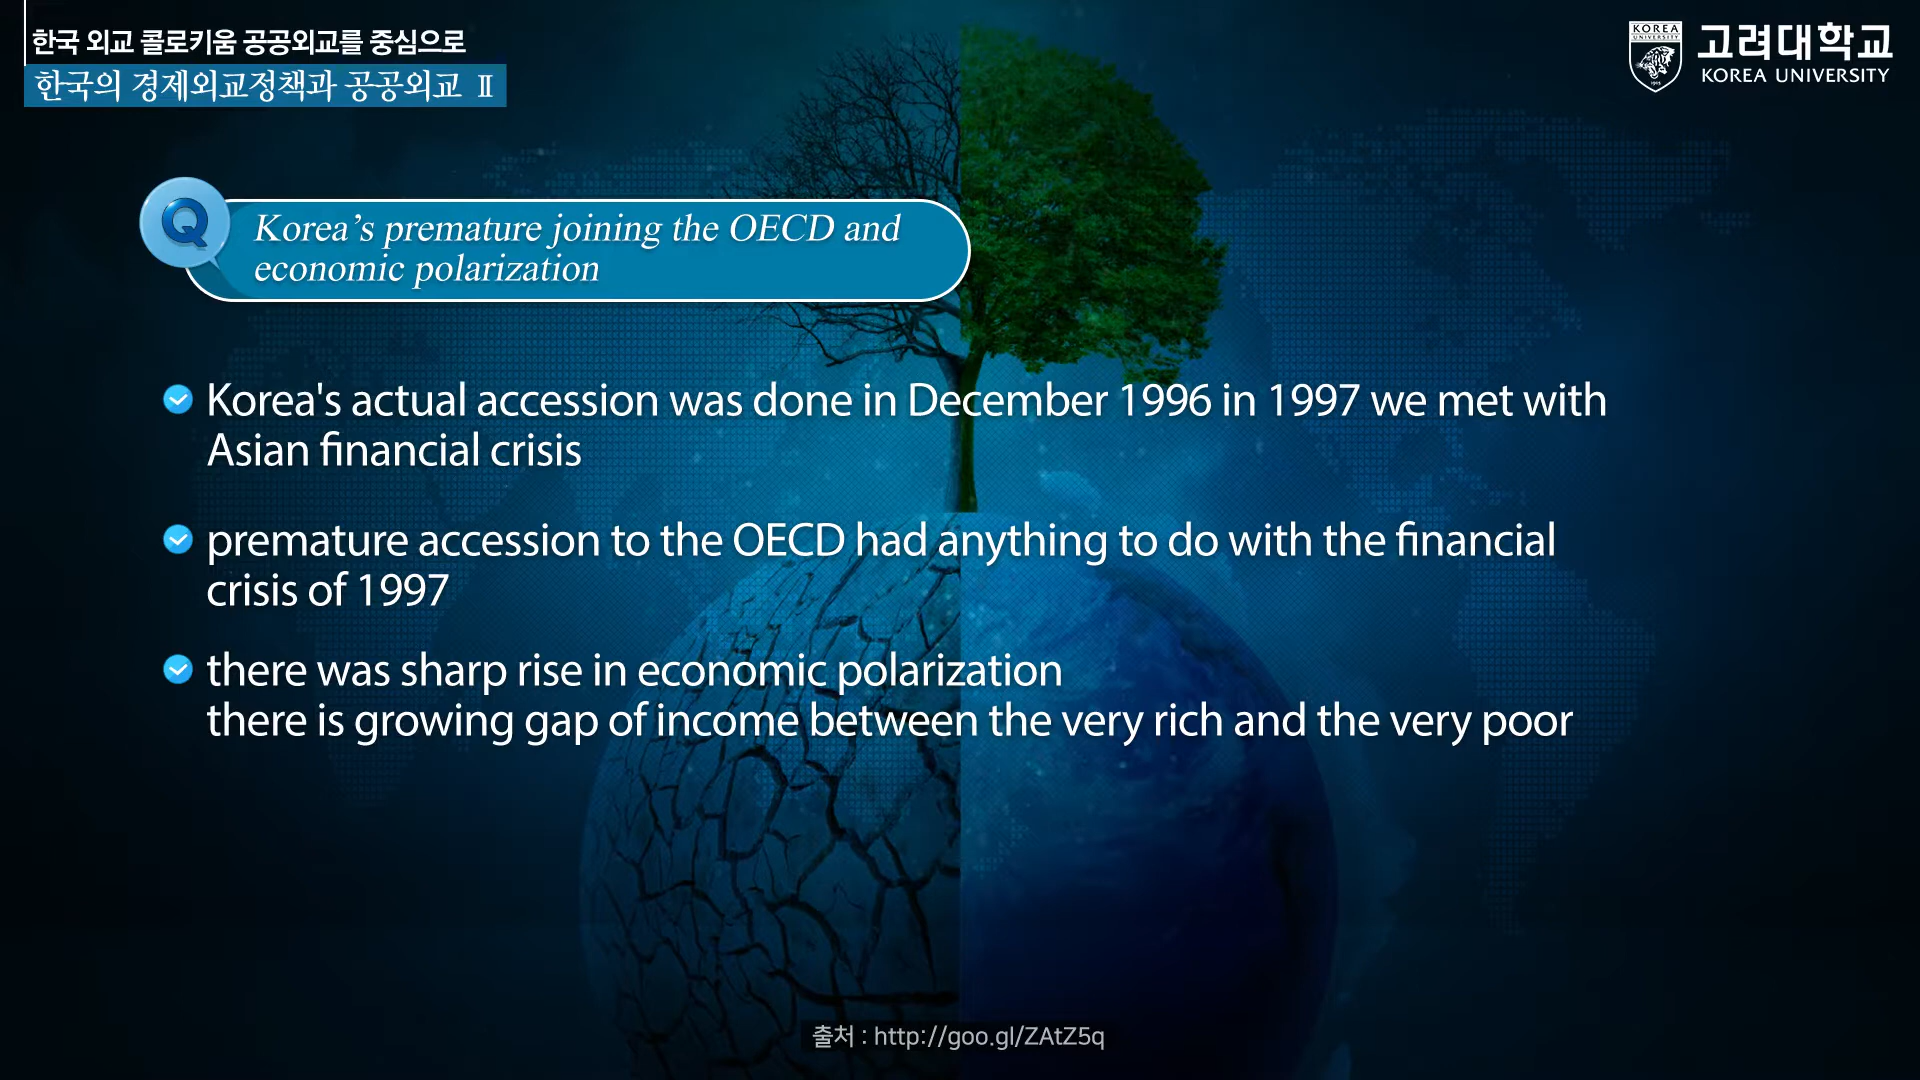 한국 외교 콜로키움 공공외교를 중심으로
한국의 경제외교정책과 공공외교 Ⅱ
KOREA
UNIVERSITY
1905
고려대학교
KOREA UNIVERSITY
Q
Korea’s premature joining the OECD and
economic polarization
Korea's actual accession was done in December 1996 in 1997 we met with
Asian financial crisis
premature accession to the OECD had anything to do with the financial
crisis of 1997
there was sharp rise in economic polarization
there is growing gap of income between the very rich and the very poor
출처 : http://goo.gl/ZAtZ5q